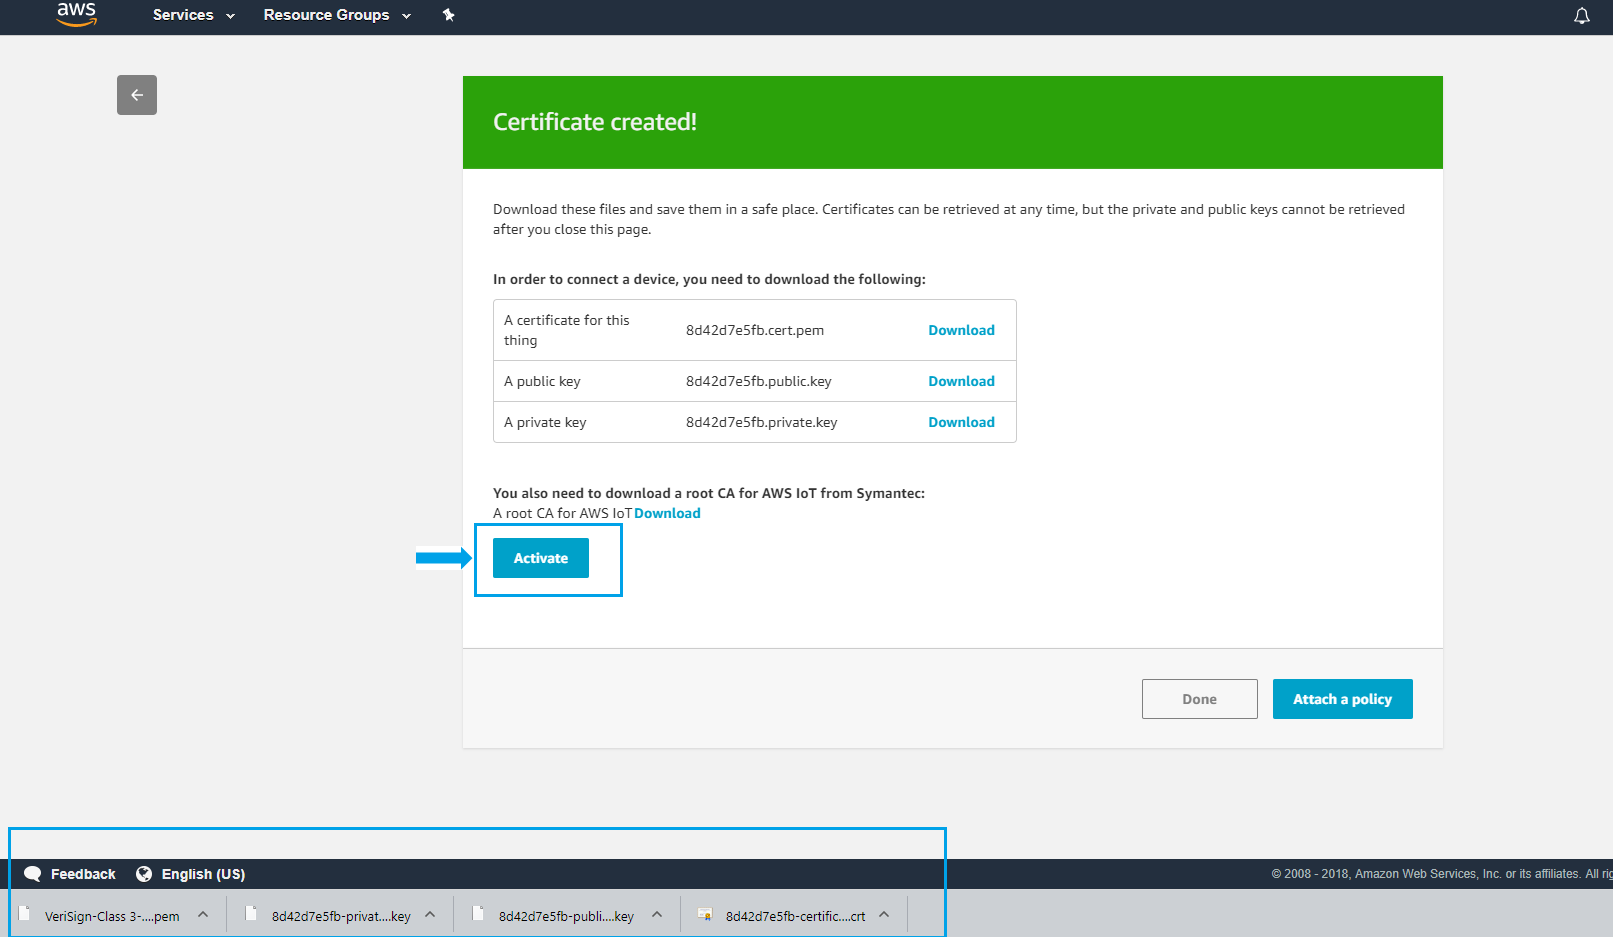 aws Services Resource Groups
Certificate created!
Download these files and save them in a safe place. Certificates can be retrieved at any time, but the private and public keys cannot be retrieved
after you close this page.
In order to connect a device, you need to download the following:
A certificate for this
thing
8d42d7e5fb.cert.pem
Download
A public key 8d42d7e5fb.public.key Download
A private key 8d42d7e5fb.private.key Download
You also need to download a root CA for AWS IoT from Symantec:
A root CA for AWS IoT Download
Activate
Done Attach a policy
Feedback English (US) © 2008 - 2018, Amazon Web Services, Inc. or its affiliates. All rig
VeriSign-Class 3-....pem 8d42d7e5fb-privat....key 8d42d7e5fb-publi....key 8d42d7e5fb-certific....crt